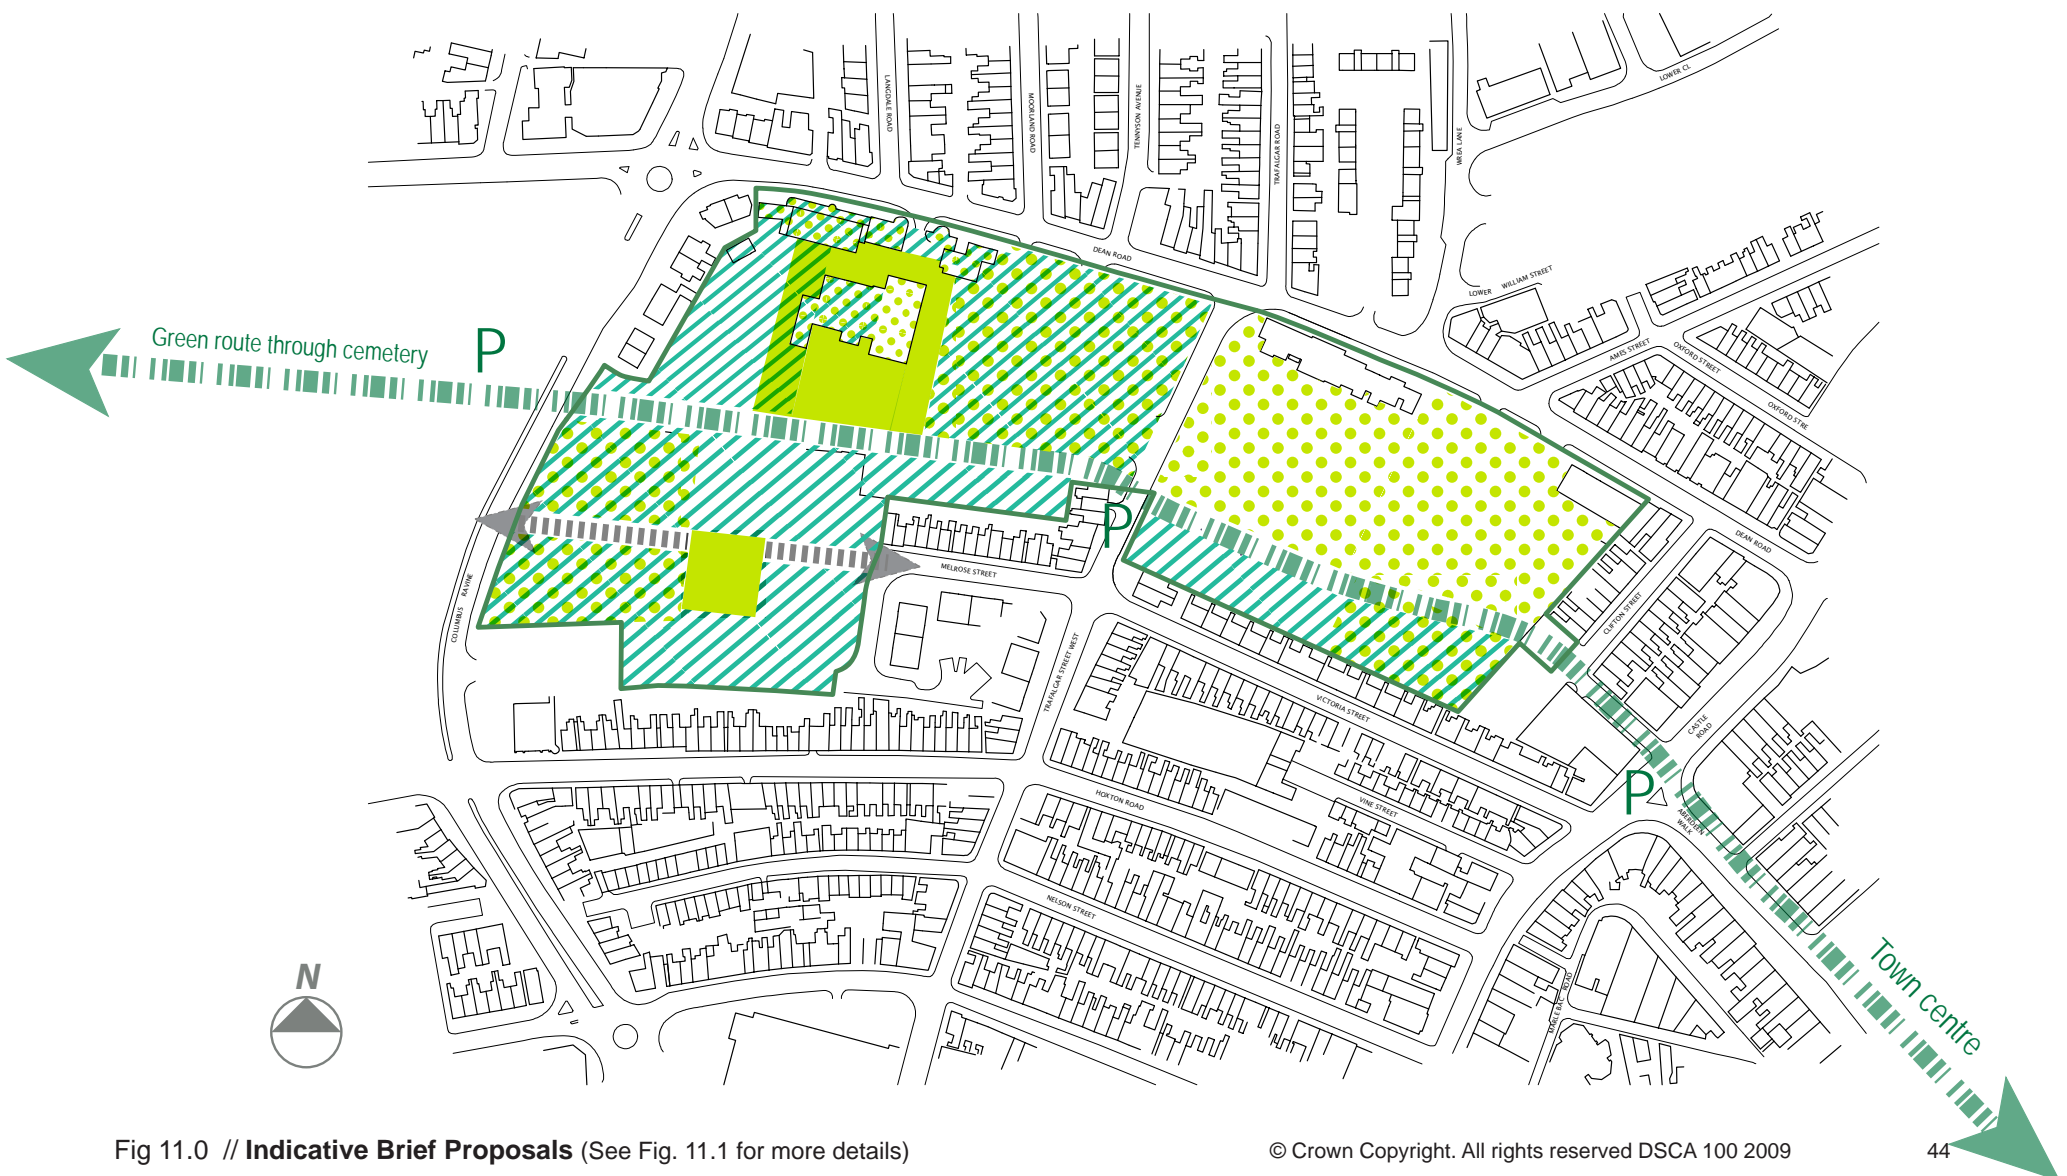 LOWER CL
LANGDALE ROAD
MOORLAND ROAD
TENNYSON AVENUE
TRAFALGAR ROAD
WREA LANE
DEAN ROAD
LOWER WILLIAM STREET
AMES STREET
OXFORD STREET
OXFORD STRE
Green route through cemetery
P
P
DEAN ROAD
MELROSE STREET
COLUMBUS RAVINE
CLIFTON STREET
TRAFALGAR STREET WEST
VICTORIA STREET
CASTLE
ROAD
P
HOXTON ROAD
VINE STREET
ABERDEEN
WALK
NELSON STREET
MARLEBAC ROAD
Town centre
N
Fig 11.0 // Indicative Brief Proposals (See Fig. 11.1 for more details)
© Crown Copyright. All rights reserved DSCA 100 2009
44